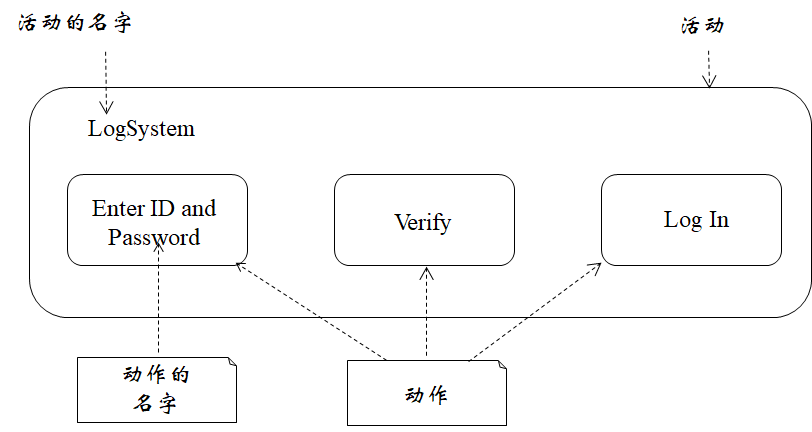 活动的名字
活动
LogSystem
Enter ID and
Password
Verify
Log In
动作的
名字
动作